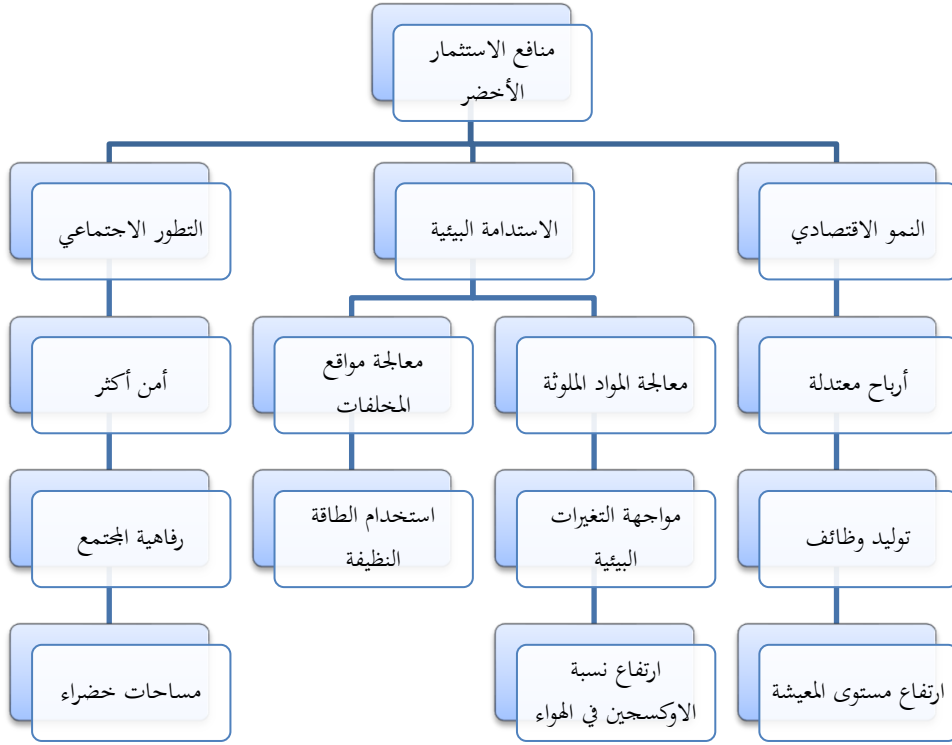 منافع الاستثمار
الأخضر
النمو الاقتصادي
الاستدامة البيئية
التطور الاجتماعي
أرباح معتدلة
معالجة المواد الملوثة
معالجة مواقع
المخلفات
أمن أكثر
توليد وظائف
مواجهة التغيرات
البيئية
استخدام الطاقة
النظيفة
رفاهية المجتمع
ارتفاع مستوى المعيشة
ارتفاع نسبة
الاوكسجين في الهواء
مساحات خضراء